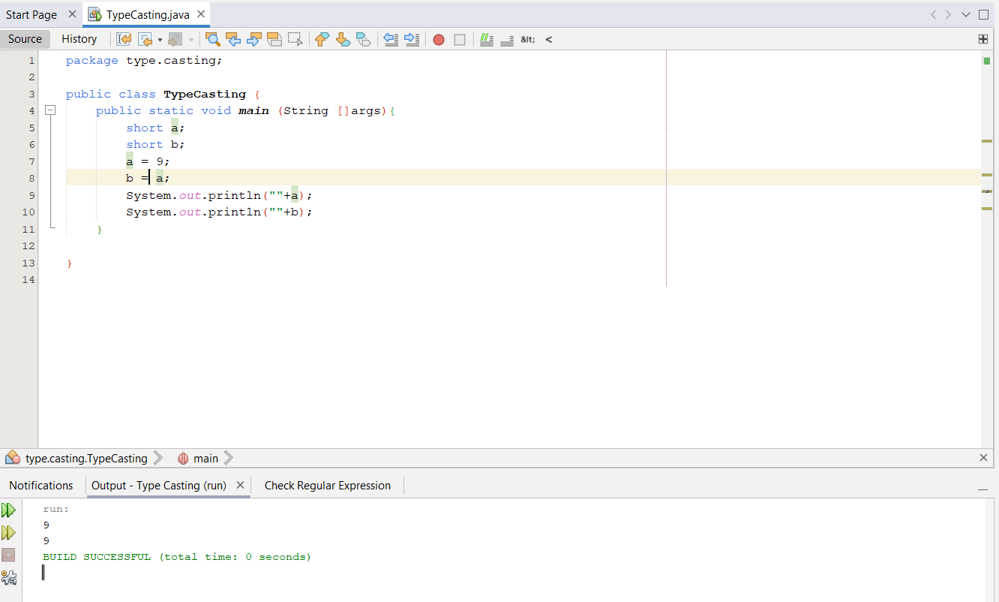 Start Page TypeCasting.java
Source History &lt; <
1 package type.casting;
2
3 public class TypeCasting {
4 public static void main (String []args){
5 short a;
6 short b;
7 a = 9;
8 b = a;
9 System.out.println(""+a);
10 System.out.println(""+b);
11 }
12
13 }
14
type.casting.TypeCasting main
Notifications Output - Type Casting (run) Check Regular Expression
run:
9
9
BUILD SUCCESSFUL (total time: 0 seconds)